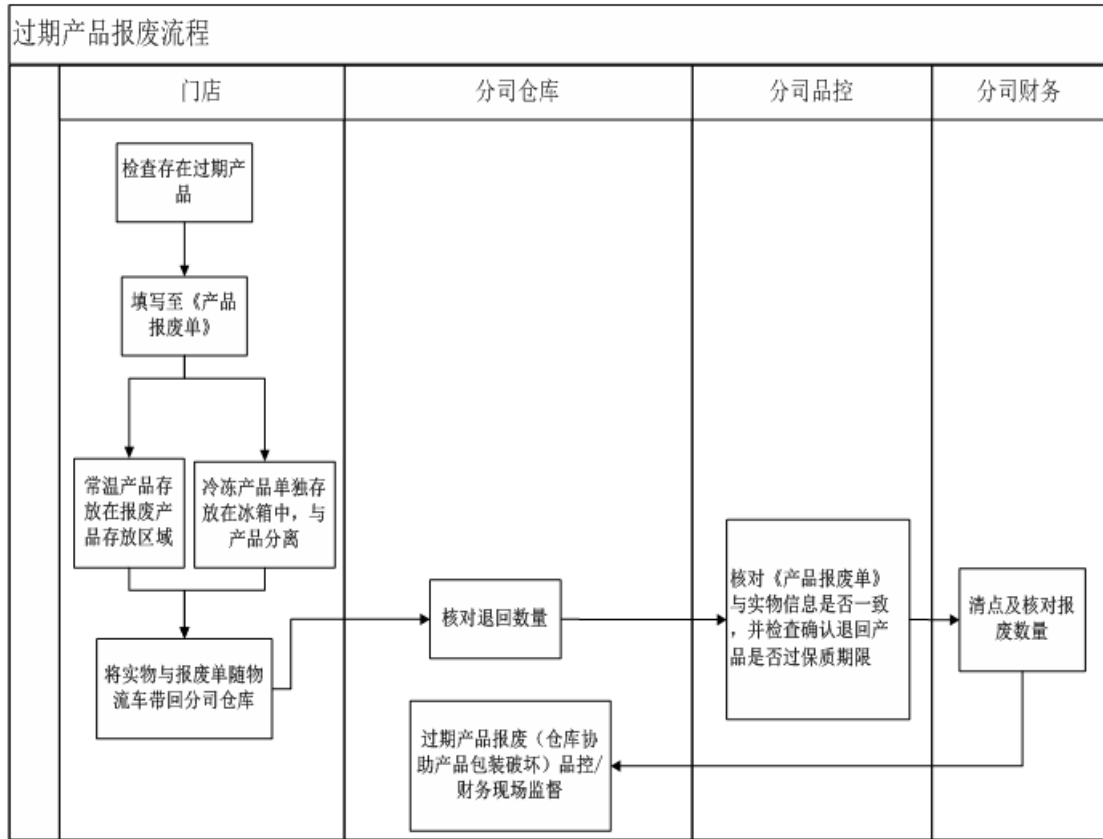 过期产品报废流程
门店
分司仓库
分司品控
分司财务
检查存在过期产
品
填写至《产品
报废单》
常温产品存
放在报废产
品存放区域
冷冻产品单独存
放在冰箱中，与
产品分离
将实物与报废单随物
流车带回分司仓库
核对退回数量
核对《产品报废单》
与实物信息是否一致
，并检查确认退回产
品是否过保质期限
清点及核对报
废数量
过期产品报废（仓库协
助产品包装破坏）品控/
财务现场监督